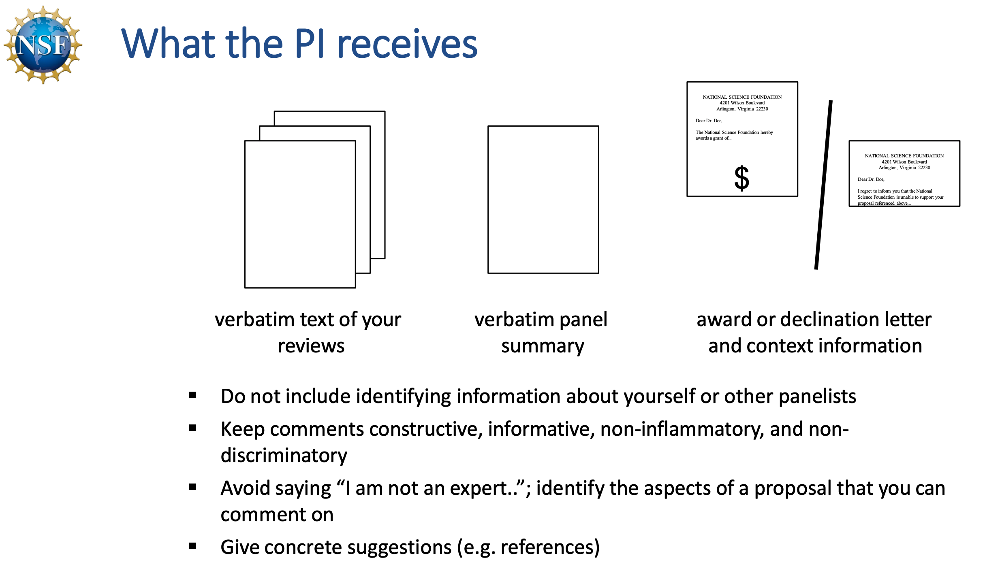 NSF
What the PI receives
NATIONAL SCIENCE FOUNDATION
4201 Wilson Boulevard
Arlington, Virginia 22230
Dear Dr. Doe,
The National Science Foundation hereby
awards a grant of...
$
NATIONAL SCIENCE FOUNDATION
4201 Wilson Boulevard
Arlington, Virginia 22230
Dear Dr. Doe,
I regret to inform you that the National
Science Foundation is unable to support your
proposal referenced above...
verbatim text of your
reviews
verbatim panel
summary
award or declination letter
and context information
▪ Do not include identifying information about yourself or other panelists
▪ Keep comments constructive, informative, non-inflammatory, and non-
discriminatory
▪ Avoid saying “I am not an expert..”; identify the aspects of a proposal that you can
comment on
▪ Give concrete suggestions (e.g. references)